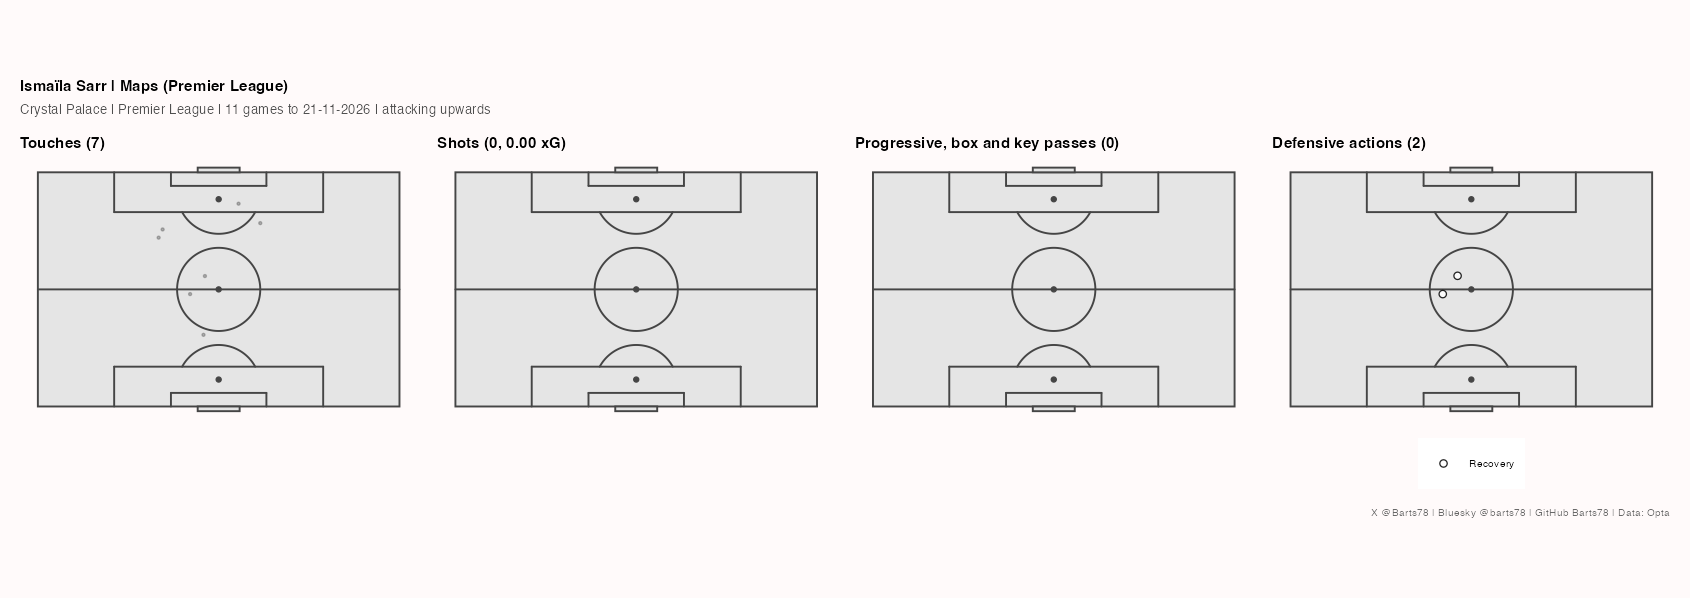 Ismaïla Sarr | Maps (Premier League)
Crystal Palace | Premier League | 11 games to 21-11-2026 | attacking upwards
Touches (7)
Shots (0, 0.00 xG)
Progressive, box and key passes (0)
Defensive actions (2)
Recovery
X @Barts78 | Bluesky @barts78 | GitHub Barts78 | Data: Opta